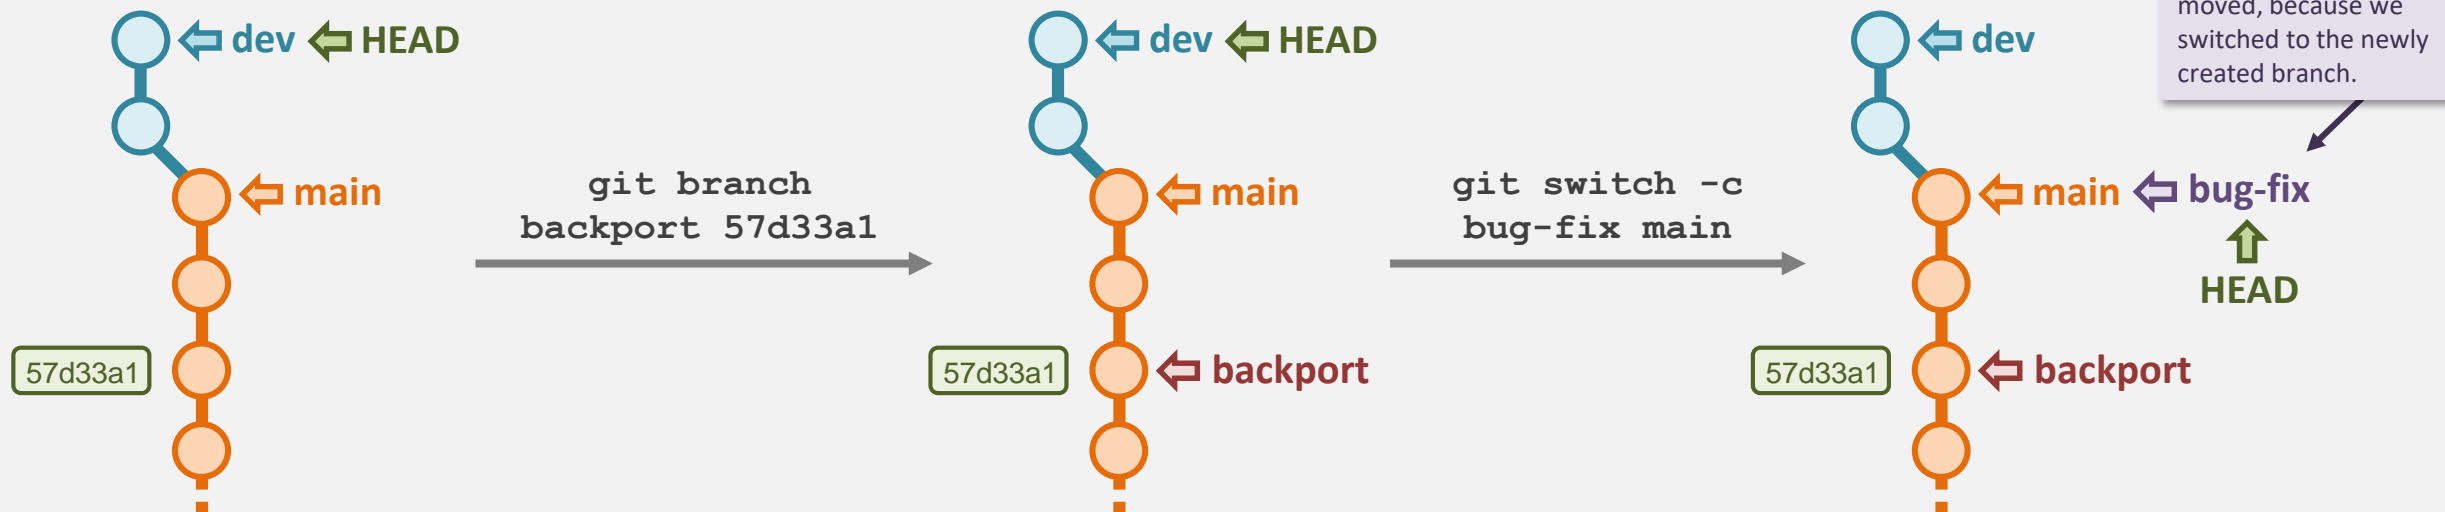 dev HEAD
main
57d33a1
git branch
backport 57d33a1
dev HEAD
main
57d33a1
backport
git switch -c
bug-fix main
dev
main bug-fix
HEAD
57d33a1
backport
moved, because we
switched to the newly
created branch.